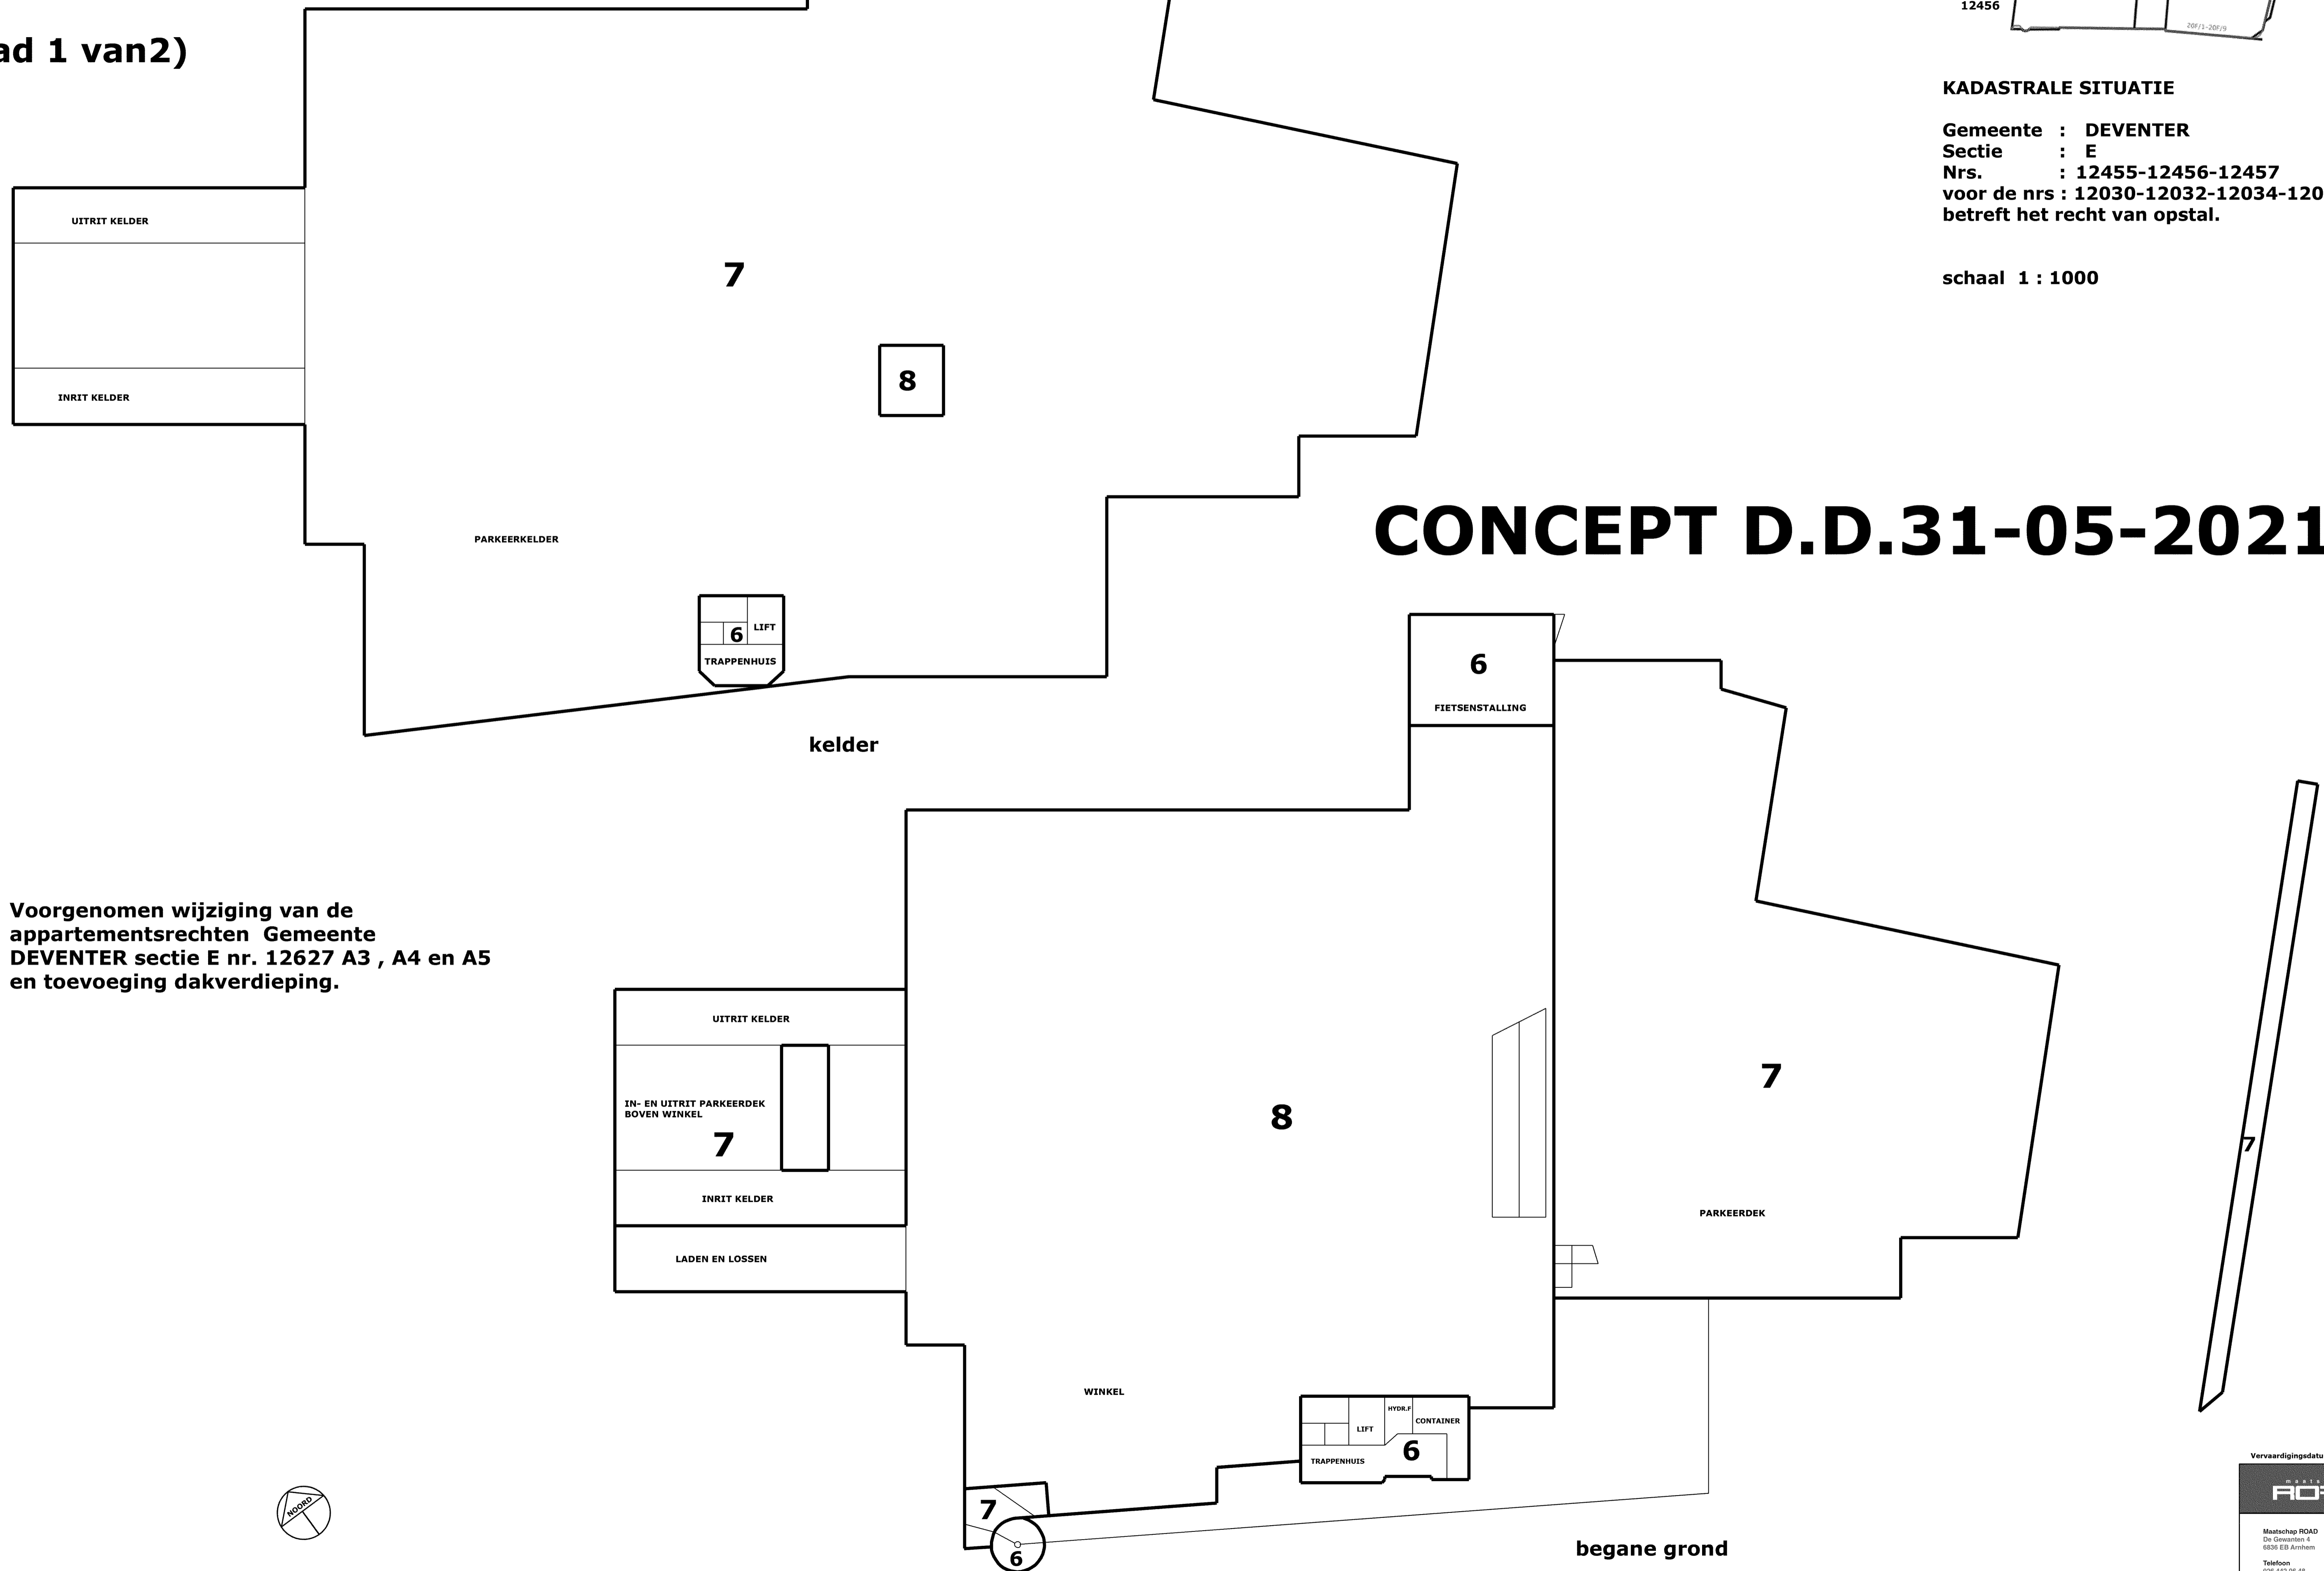 12456
20F/1-20F/9
1 van2)
KADASTRALE SITUATIE
Gemeente : DEVENTER
Sectie : E
Nrs. : 12455-12456-12457
voor de nrs : 12030-12032-12034-120
betreft het recht van opstal.
schaal 1 : 1000
UITRIT KELDER
7
8
INRIT KELDER
PARKEERKELDER
CONCEPT D.D.31-05-2021
6
LIFT
TRAPPENHUIS
kelder
6
FIETSENSTALLING
Voorgenomen wijziging van de
appartementsrechten Gemeente
DEVENTER sectie E nr. 12627 A3 , A4 en A5
en toevoeging dakverdieping.
UITRIT KELDER
IN- EN UITRIT PARKEERDEK
BOVEN WINKEL
7
INRIT KELDER
LADEN EN LOSSEN
8
7
PARKEERDEK
7
WINKEL
HYDR.F
CONTAINER
LIFT
6
TRAPPENHUIS
NOORD
7
6
begane grond
Maatschap ROAD
De Gewanten 4
6836 EB Arnhem
Telefoon